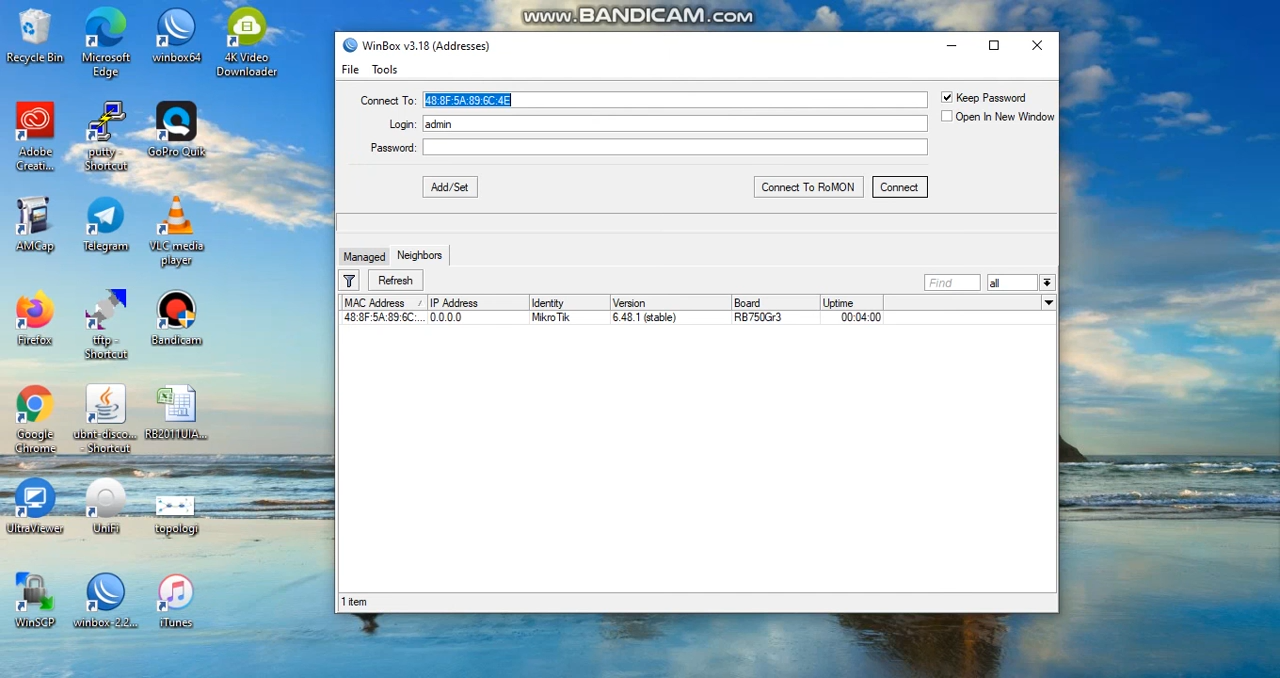 www.BANDICAM.com
Recycle Bin
Microsoft
Edge
winbox64
4K Video
Downloader
Adobe
Creati...
putty -
Shortcut
GoPro Quik
AMCap
Telegram
VLC media
player
Firefox
tftp -
Shortcut
Bandicam
Google
Chrome
ubnt-disco...
- Shortcut
RB2011UIA...
UltraViewer
UniFi
topologi
WinSCP
winbox-2.2...
iTunes
WinBox v3.18 (Addresses)
File Tools
Connect To: 48:8F:5A:89:6C:4E
Keep Password
Login: admin
Open In New Window
Password:
Add/Set
Connect To RoMON
Connect
Managed
Neighbors
Refresh
Find
all
MAC Address IP Address Identity Version Board Uptime
48:8F:5A:89:6C:... 0.0.0.0 MikroTik 6.48.1 (stable) RB750Gr3 00:04:00
1 item